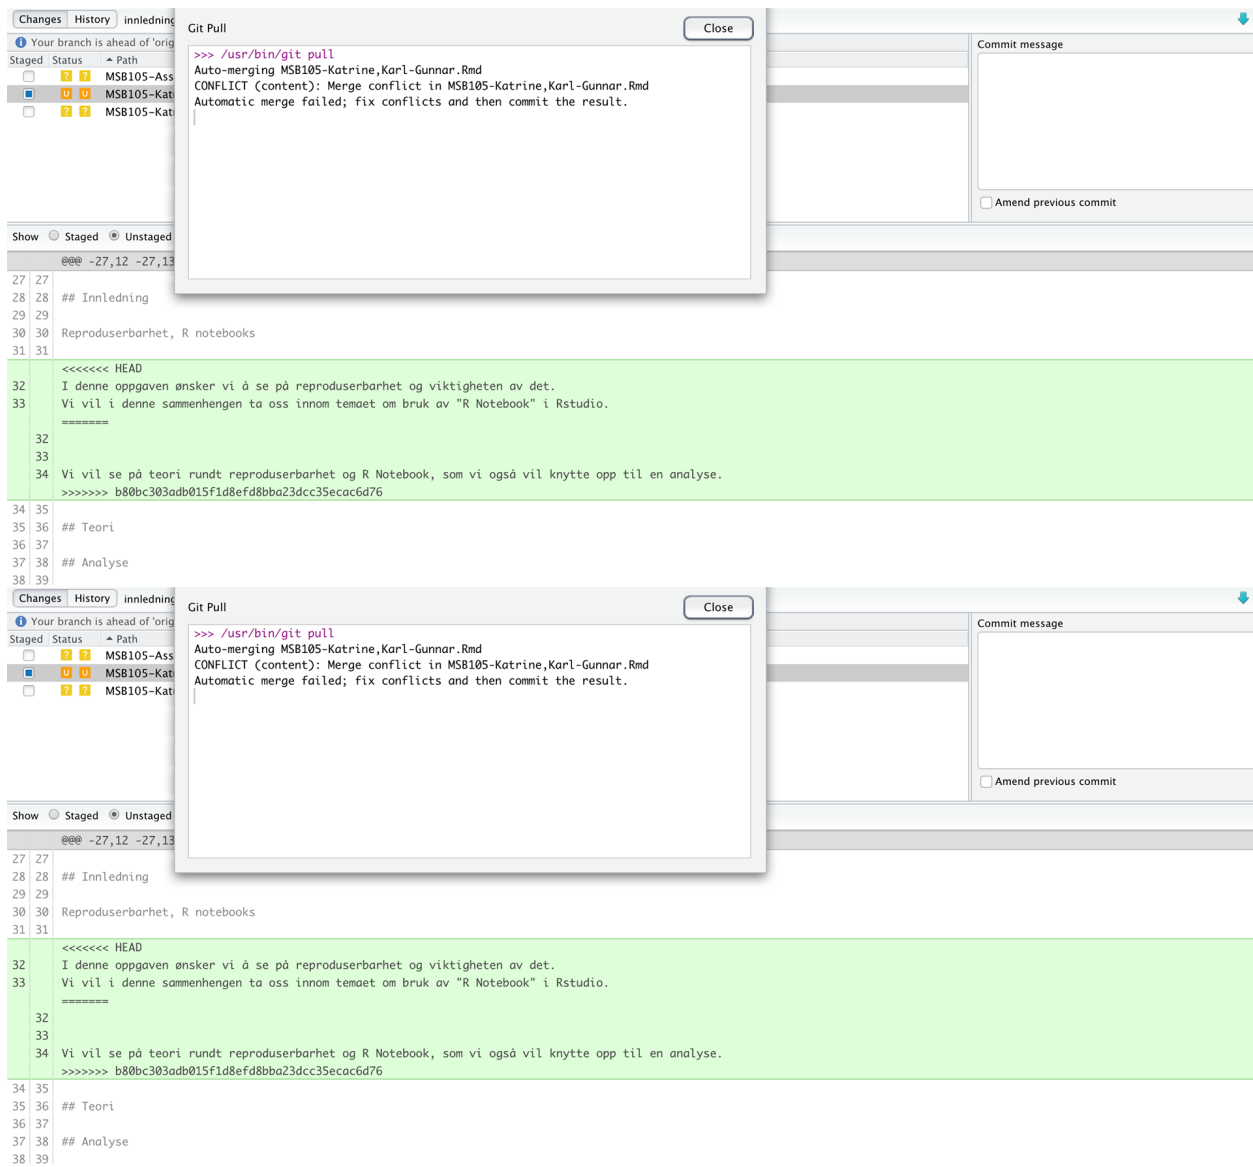 Changes History innledning
Git Pull
Close
Your branch is ahead of 'orig
Staged Status Path
? ? MSB105-Ass
U U MSB105-Kat
? ? MSB105-Kat
>>> /usr/bin/git pull
Auto-merging MSB105-Katrine,Karl-Gunnar.Rmd
CONFLICT (content): Merge conflict in MSB105-Katrine,Karl-Gunnar.Rmd
Automatic merge failed; fix conflicts and then commit the result.
Commit message
Amend previous commit
Show Staged Unstaged
@@@ -27,12 -27,13
27 27
28 28 ## Innledning
29 29
30 30 Reproduserbarhet, R notebooks
31 31
<<<<<<< HEAD
32 I denne oppgaven ønsker vi å se på reproduserbarhet og viktigheten av det.
33 Vi vil i denne sammenhengen ta oss innom temaet om bruk av "R Notebook" i Rstudio.
=======
32
33
34 Vi vil se på teori rundt reproduserbarhet og R Notebook, som vi også vil knytte opp til en analyse.
>>>>>>> b80bc303adb015f1d8efd8bba23dcc35ecac6d76
34 35
35 36 ## Teori
36 37
37 38 ## Analyse
38 39
Changes History innledning
Git Pull
Close
Your branch is ahead of 'orig
Staged Status Path
? ? MSB105-Ass
U U MSB105-Kat
? ? MSB105-Kat
>>> /usr/bin/git pull
Auto-merging MSB105-Katrine,Karl-Gunnar.Rmd
CONFLICT (content): Merge conflict in MSB105-Katrine,Karl-Gunnar.Rmd
Automatic merge failed; fix conflicts and then commit the result.
Commit message
Amend previous commit
Show Staged Unstaged
@@@ -27,12 -27,13
27 27
28 28 ## Innledning
29 29
30 30 Reproduserbarhet, R notebooks
31 31
<<<<<<< HEAD
32 I denne oppgaven ønsker vi å se på reproduserbarhet og viktigheten av det.
33 Vi vil i denne sammenhengen ta oss innom temaet om bruk av "R Notebook" i Rstudio.
=======
32
33
34 Vi vil se på teori rundt reproduserbarhet og R Notebook, som vi også vil knytte opp til en analyse.
>>>>>>> b80bc303adb015f1d8efd8bba23dcc35ecac6d76
34 35
35 36 ## Teori
36 37
37 38 ## Analyse
38 39